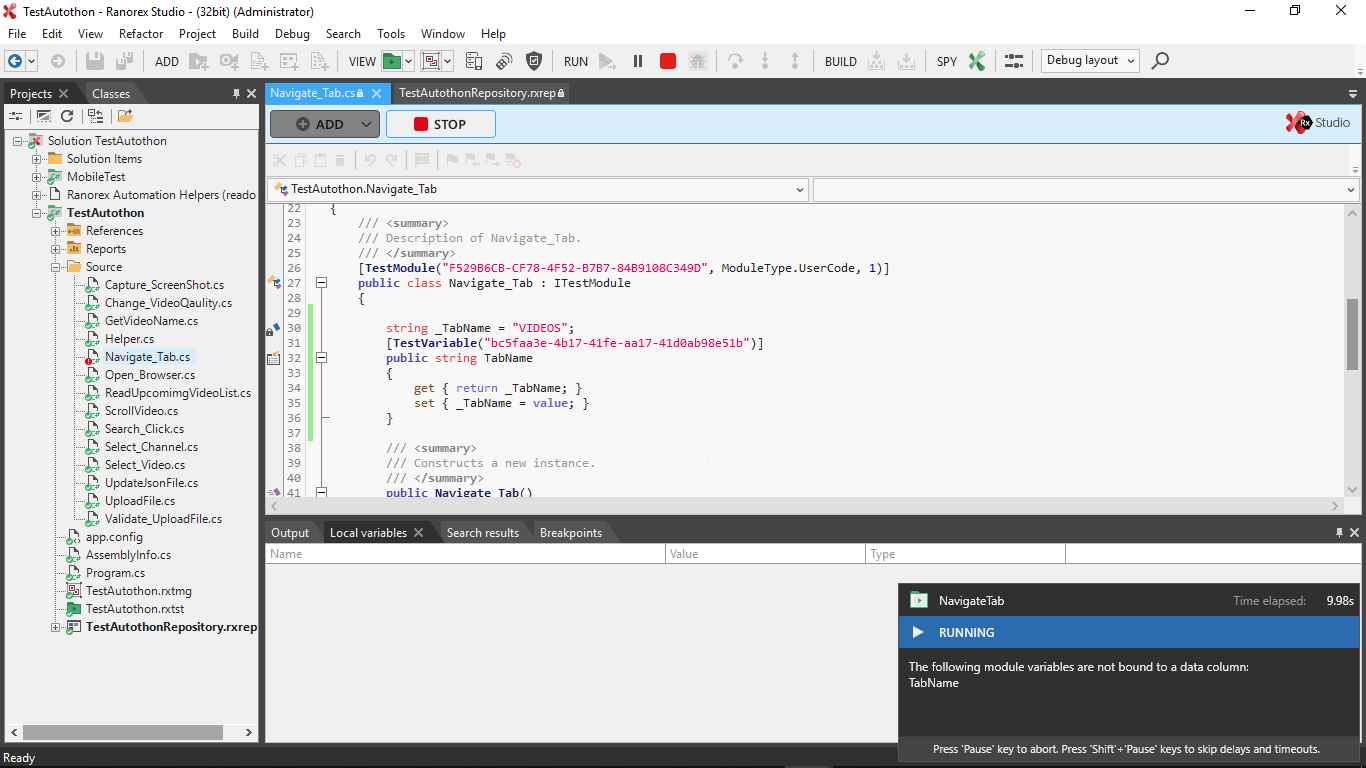 TestAutothon - Ranorex Studio - (32bit) (Administrator)
File Edit View Refactor Project Build Debug Search Tools Window Help
ADD VIEW RUN BUILD SPY Debug layout
Projects Classes
Navigate_Tab.cs TestAutothonRepository.rxrep
ADD STOP
Rx Studio
TestAutothon.Navigate_Tab
Solution TestAutothon
Solution Items
MobileTest
Ranorex Automation Helpers (reado
TestAutothon
References
Reports
Source
Capture_ScreenShot.cs
Change_VideoQaulity.cs
GetVideoName.cs
Helper.cs
Navigate_Tab.cs
Open_Browser.cs
ReadUpcomimgVideoList.cs
ScrollVideo.cs
Search_Click.cs
Select_Channel.cs
Select_Video.cs
UpdateJsonFile.cs
UploadFile.cs
Validate_UploadFile.cs
app.config
AssemblyInfo.cs
Program.cs
TestAutothon.rxtmg
TestAutothon.rxtst
TestAutothonRepository.rxrep
22 {
23 /// <summary>
24 /// Description of Navigate_Tab.
25 /// </summary>
26 [TestModule("F529B6CB-CF78-4F52-B7B7-84B9108C349D", ModuleType.UserCode, 1)]
27 public class Navigate_Tab : ITestModule
28 {
29
30 string _TabName = "VIDEOS";
31 [TestVariable("bc5faa3e-4b17-41fe-aa17-41d0ab98e51b")]
32 public string TabName
33 {
34 get { return _TabName; }
35 set { _TabName = value; }
36 }
37
38 /// <summary>
39 /// Constructs a new instance.
40 /// </summary>
41 public Navigate_Tab()
Output Local variables Search results Breakpoints
Name Value Type
NavigateTab Time elapsed: 9.98s
RUNNING
The following module variables are not bound to a data column:
TabName
Press 'Pause' key to abort. Press 'Shift'+'Pause' keys to skip delays and timeouts.
Ready